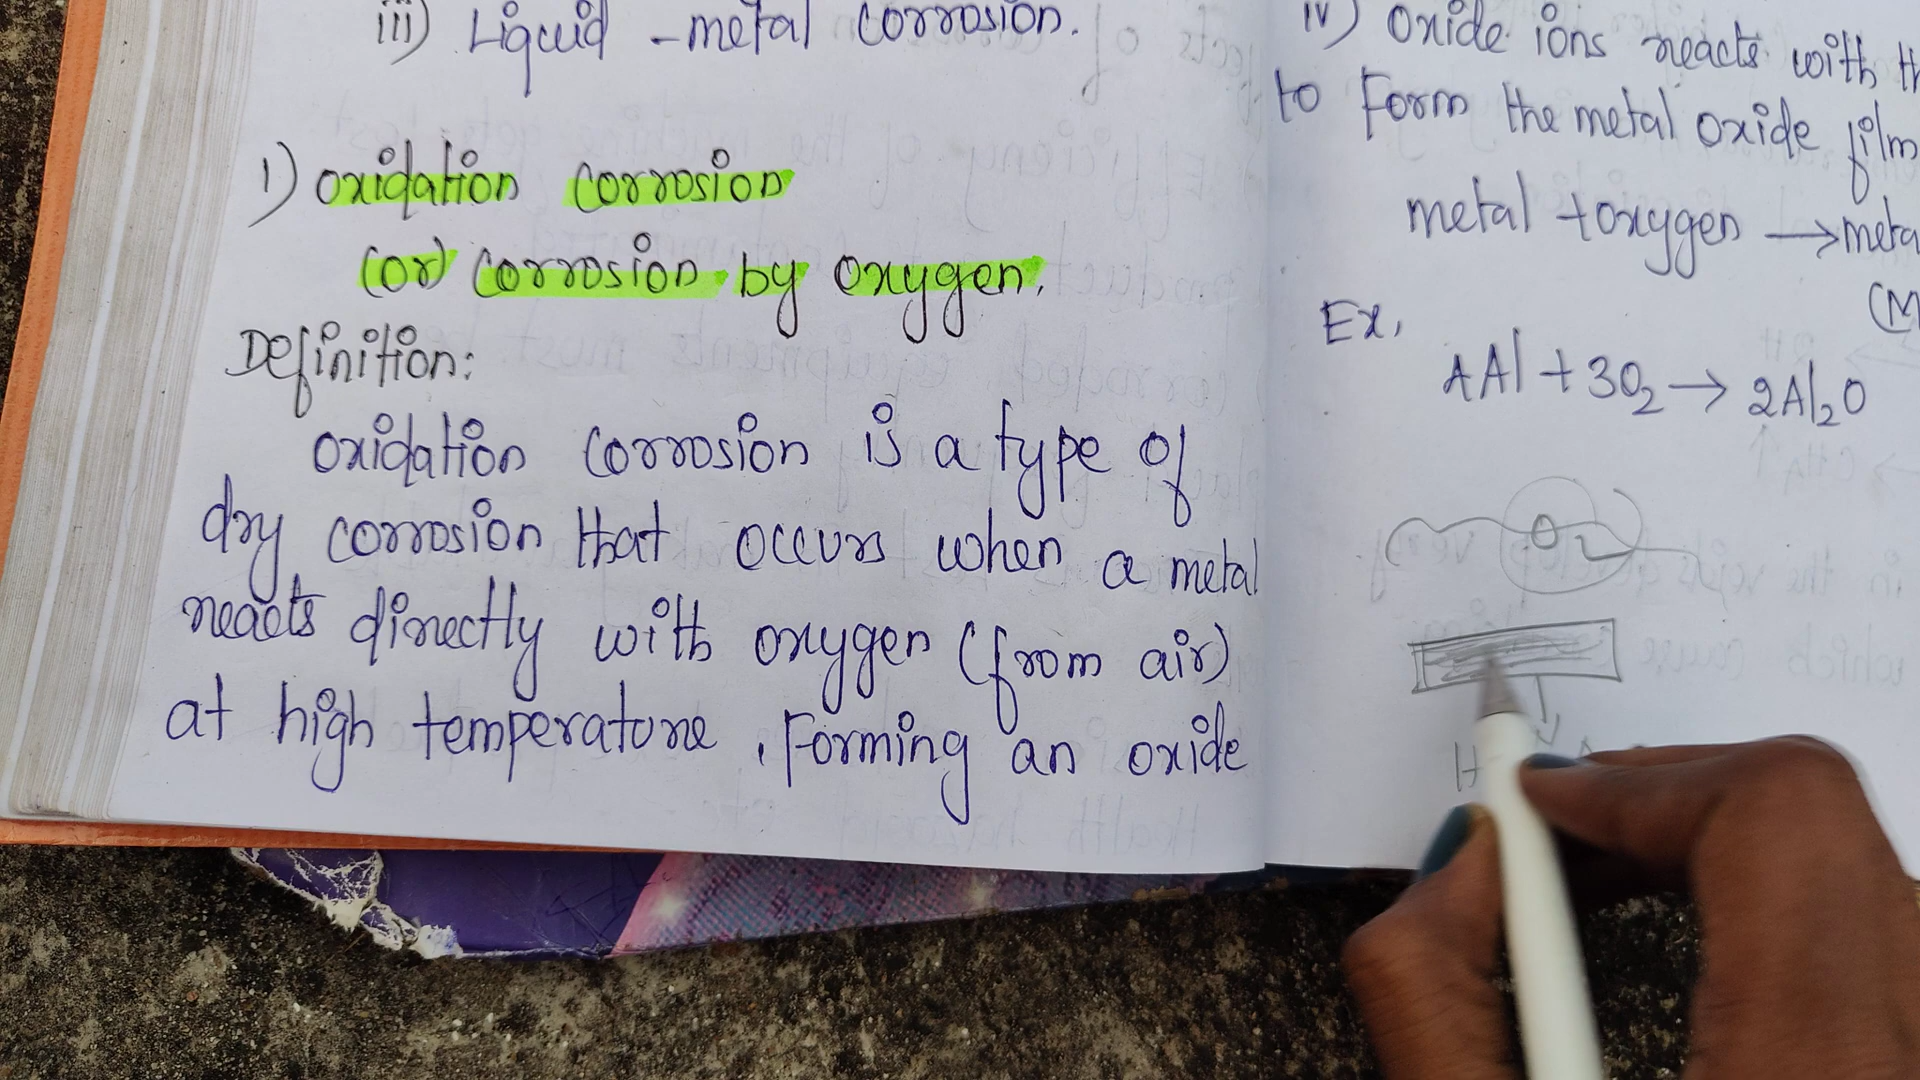 iii) Liquid - metal corrosion.
1) oxidation corrosion
(or) corrosion by oxygen.
Definition:
oxidation corrosion is a type of
dry corrosion that occurs when a metal
reacts directly with oxygen (from air)
at high temperature . Forming an oxide
iv) oxide ions reacts with
to Form the metal oxide film
metal + oxygen →
(M
Ex,
4Al + 3O₂ → 2Al₂O
O₂